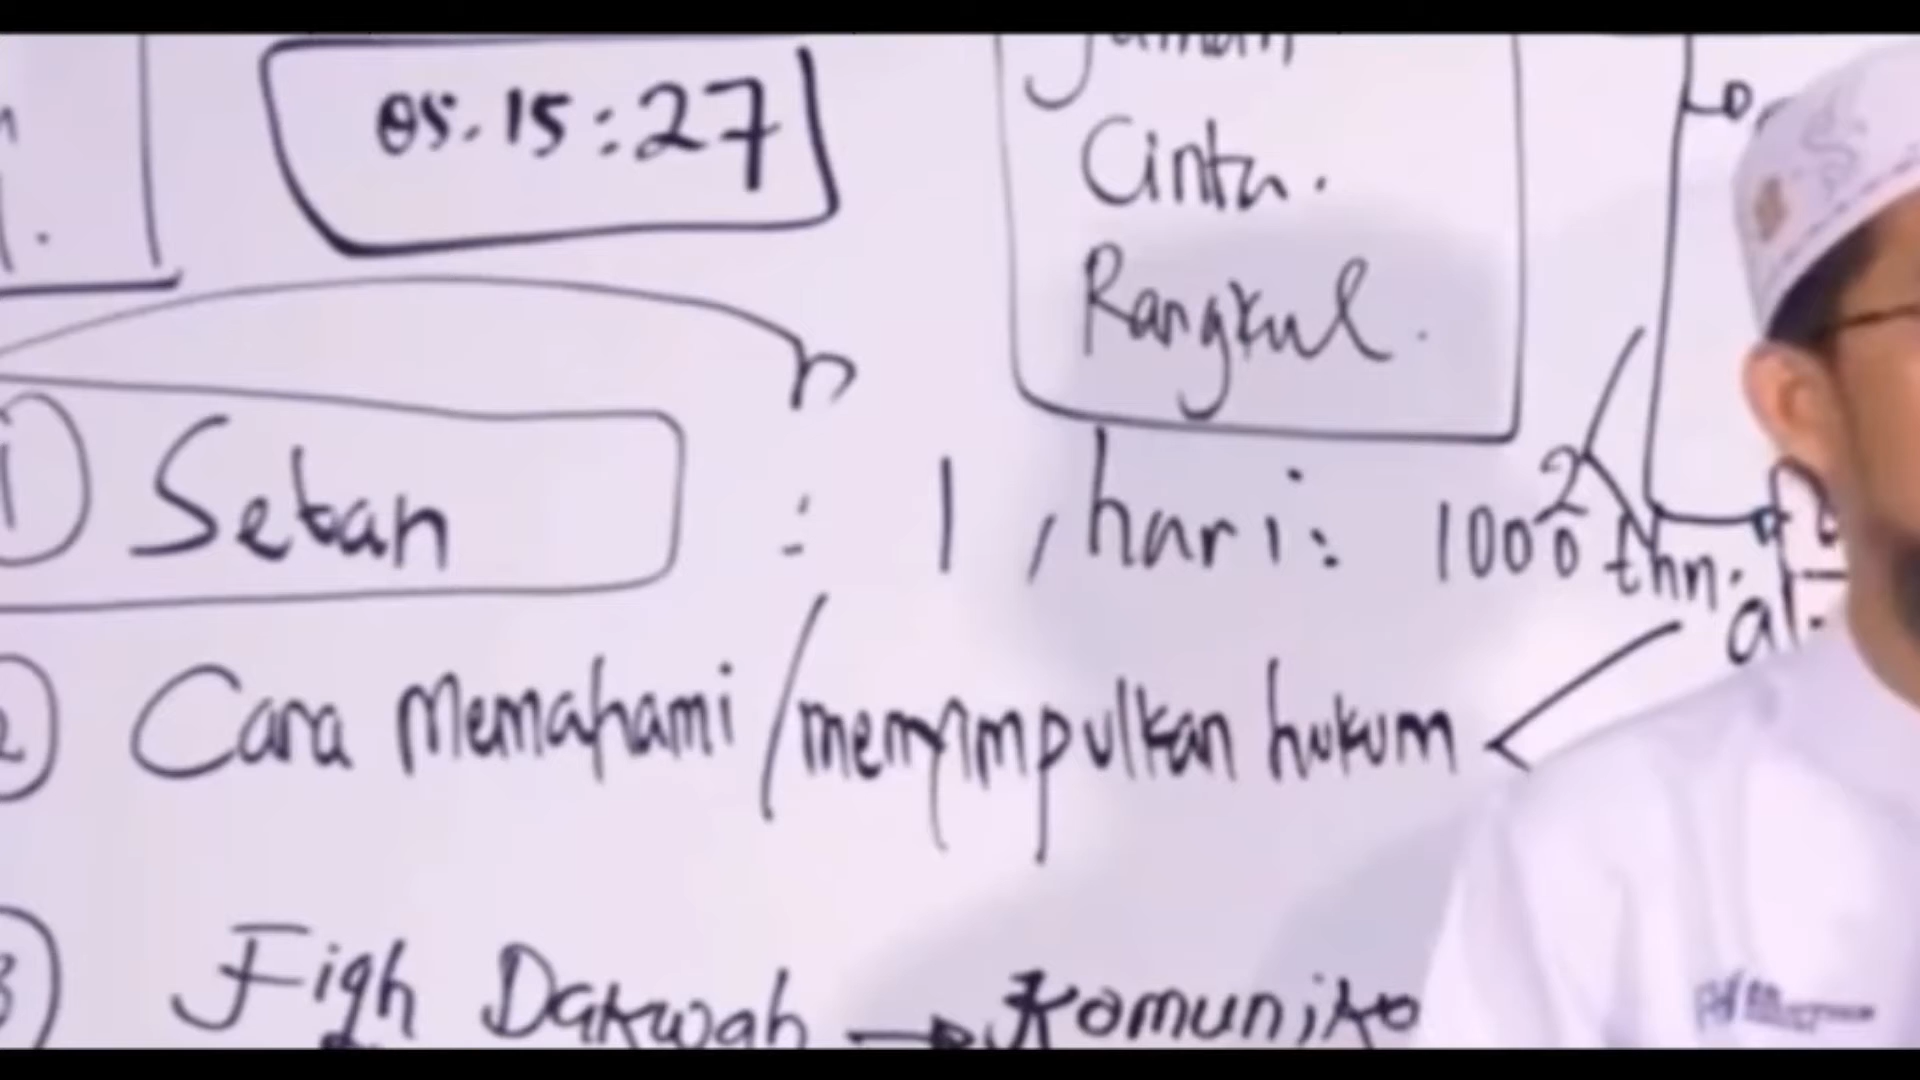 05.15:27
Cinta.
Rangkul.
1 Setan : 1, hari: 1000 thn.
2 Cara Memahami / menyimpulkan hukum
3 Fiqh Dakwah → Komunika